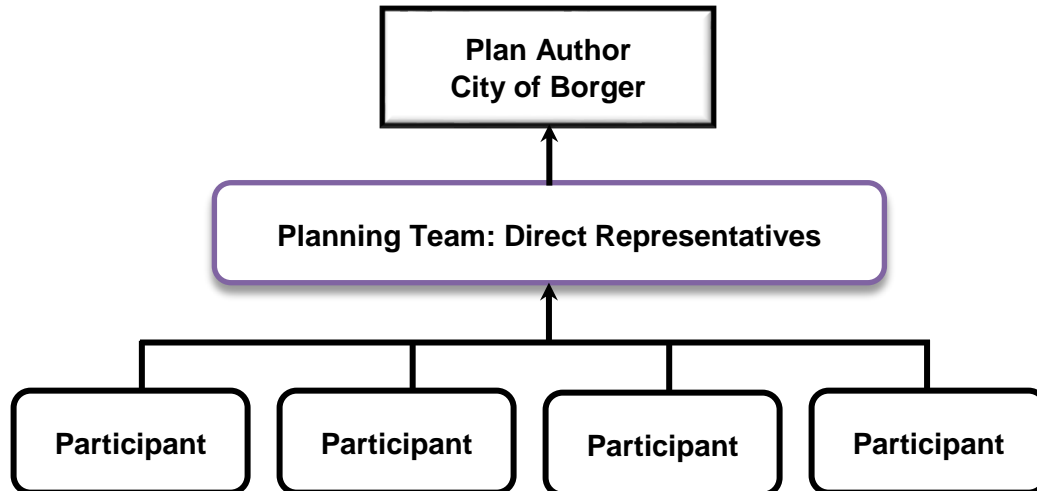 Plan Author
City of Borger
Planning Team: Direct Representatives
Participant
Participant
Participant
Participant